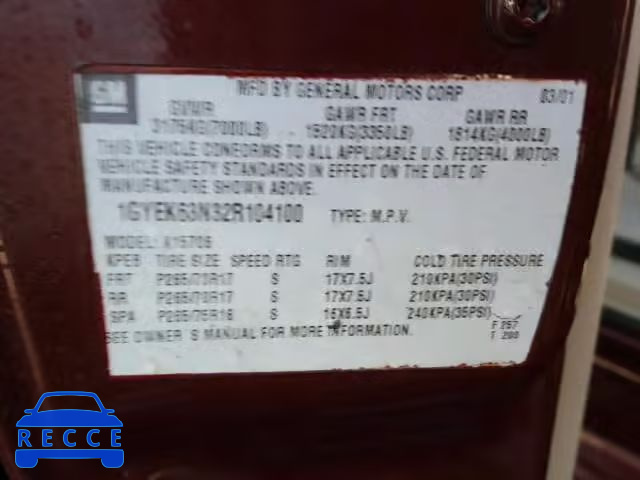 GM
MFD BY GENERAL MOTORS CORP 03/01
GVWR GAWR FRT GAWR RR
3175KG(7000LB) 1520KG(3350LB) 1814KG(4000LB)
THIS VEHICLE CONFORMS TO ALL APPLICABLE U.S. FEDERAL MOTOR
VEHICLE SAFETY STANDARDS IN EFFECT ON THE DATE OF
MANUFACTURE SHOWN ABOVE.
1GYEK63N32R104100 TYPE: M.P.V.
MODEL: K15706
TIRE SIZE SPEED RTG RIM COLD TIRE PRESSURE
FRT P265/70R17 S 17X7.5J 210KPA(30PSI)
RR P265/70R17 S 17X7.5J 210KPA(30PSI)
SPA P265/75R16 S 16X6.5J 240KPA(35PSI)
SEE OWNER'S MANUAL FOR MORE INFORMATION.
F 267
T 200
RECCE